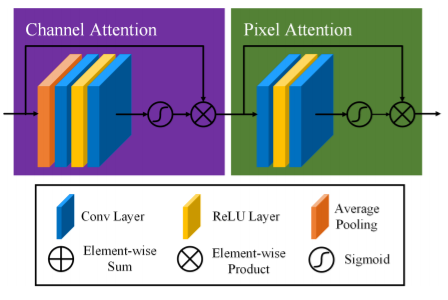 Channel Attention
Pixel Attention
Conv Layer
ReLU Layer
Average
Pooling
Element-wise
Sum
Element-wise
Product
Sigmoid